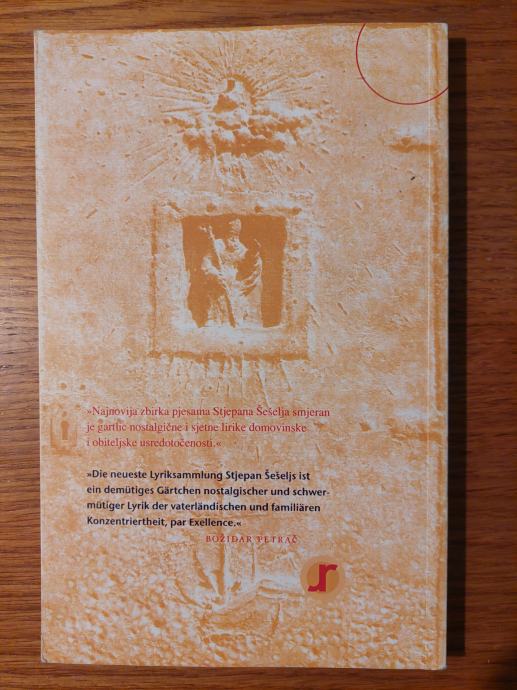 »Najnovija zbirka pjesama Stjepana Šešelja smjeran
je gartlic nostalgične i sjetne lirike domovinske
i obiteljske usredotočenosti.«
»Die neueste Lyriksammlung Stjepan Šešeljs ist
ein demütiges Gärtchen nostalgischer und schwer-
mütiger Lyrik der vaterländischen und familiären
Konzentriertheit, par Exellence.«
BOŽIDAR PETRAČ